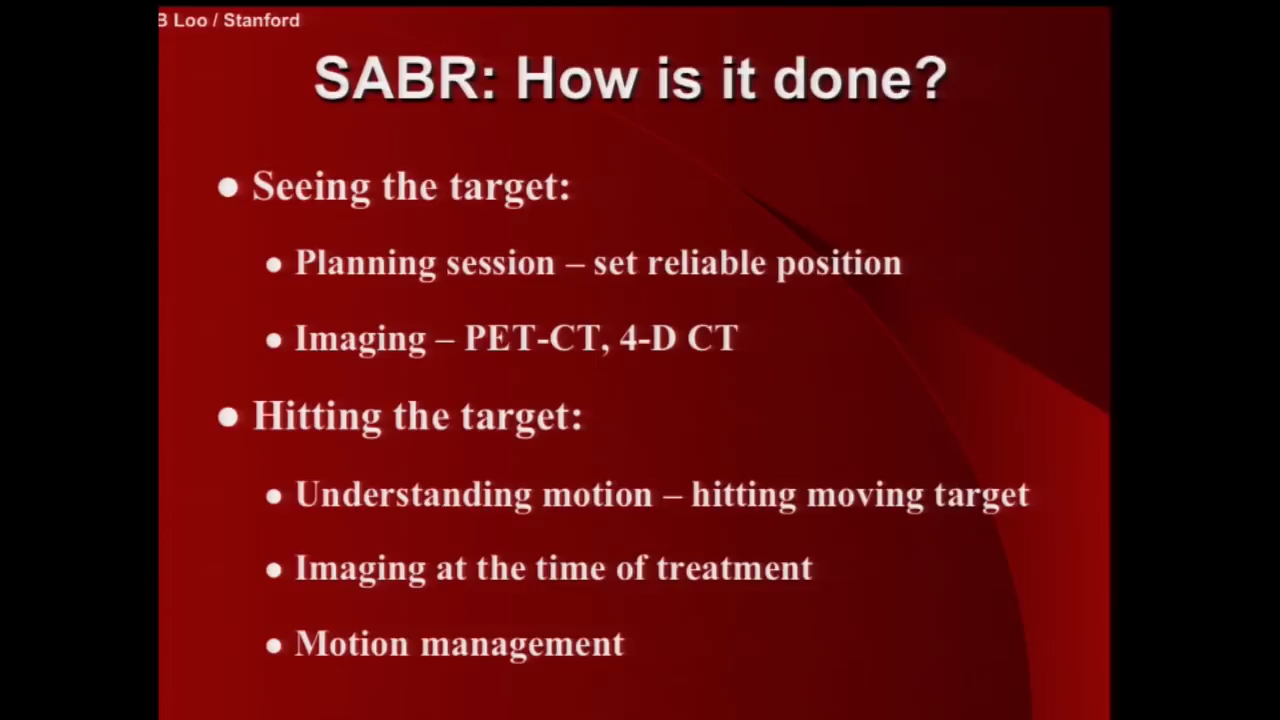 B Loo / Stanford
SABR: How is it done?
● Seeing the target:
● Planning session – set reliable position
● Imaging – PET-CT, 4-D CT
● Hitting the target:
● Understanding motion – hitting moving target
● Imaging at the time of treatment
● Motion management